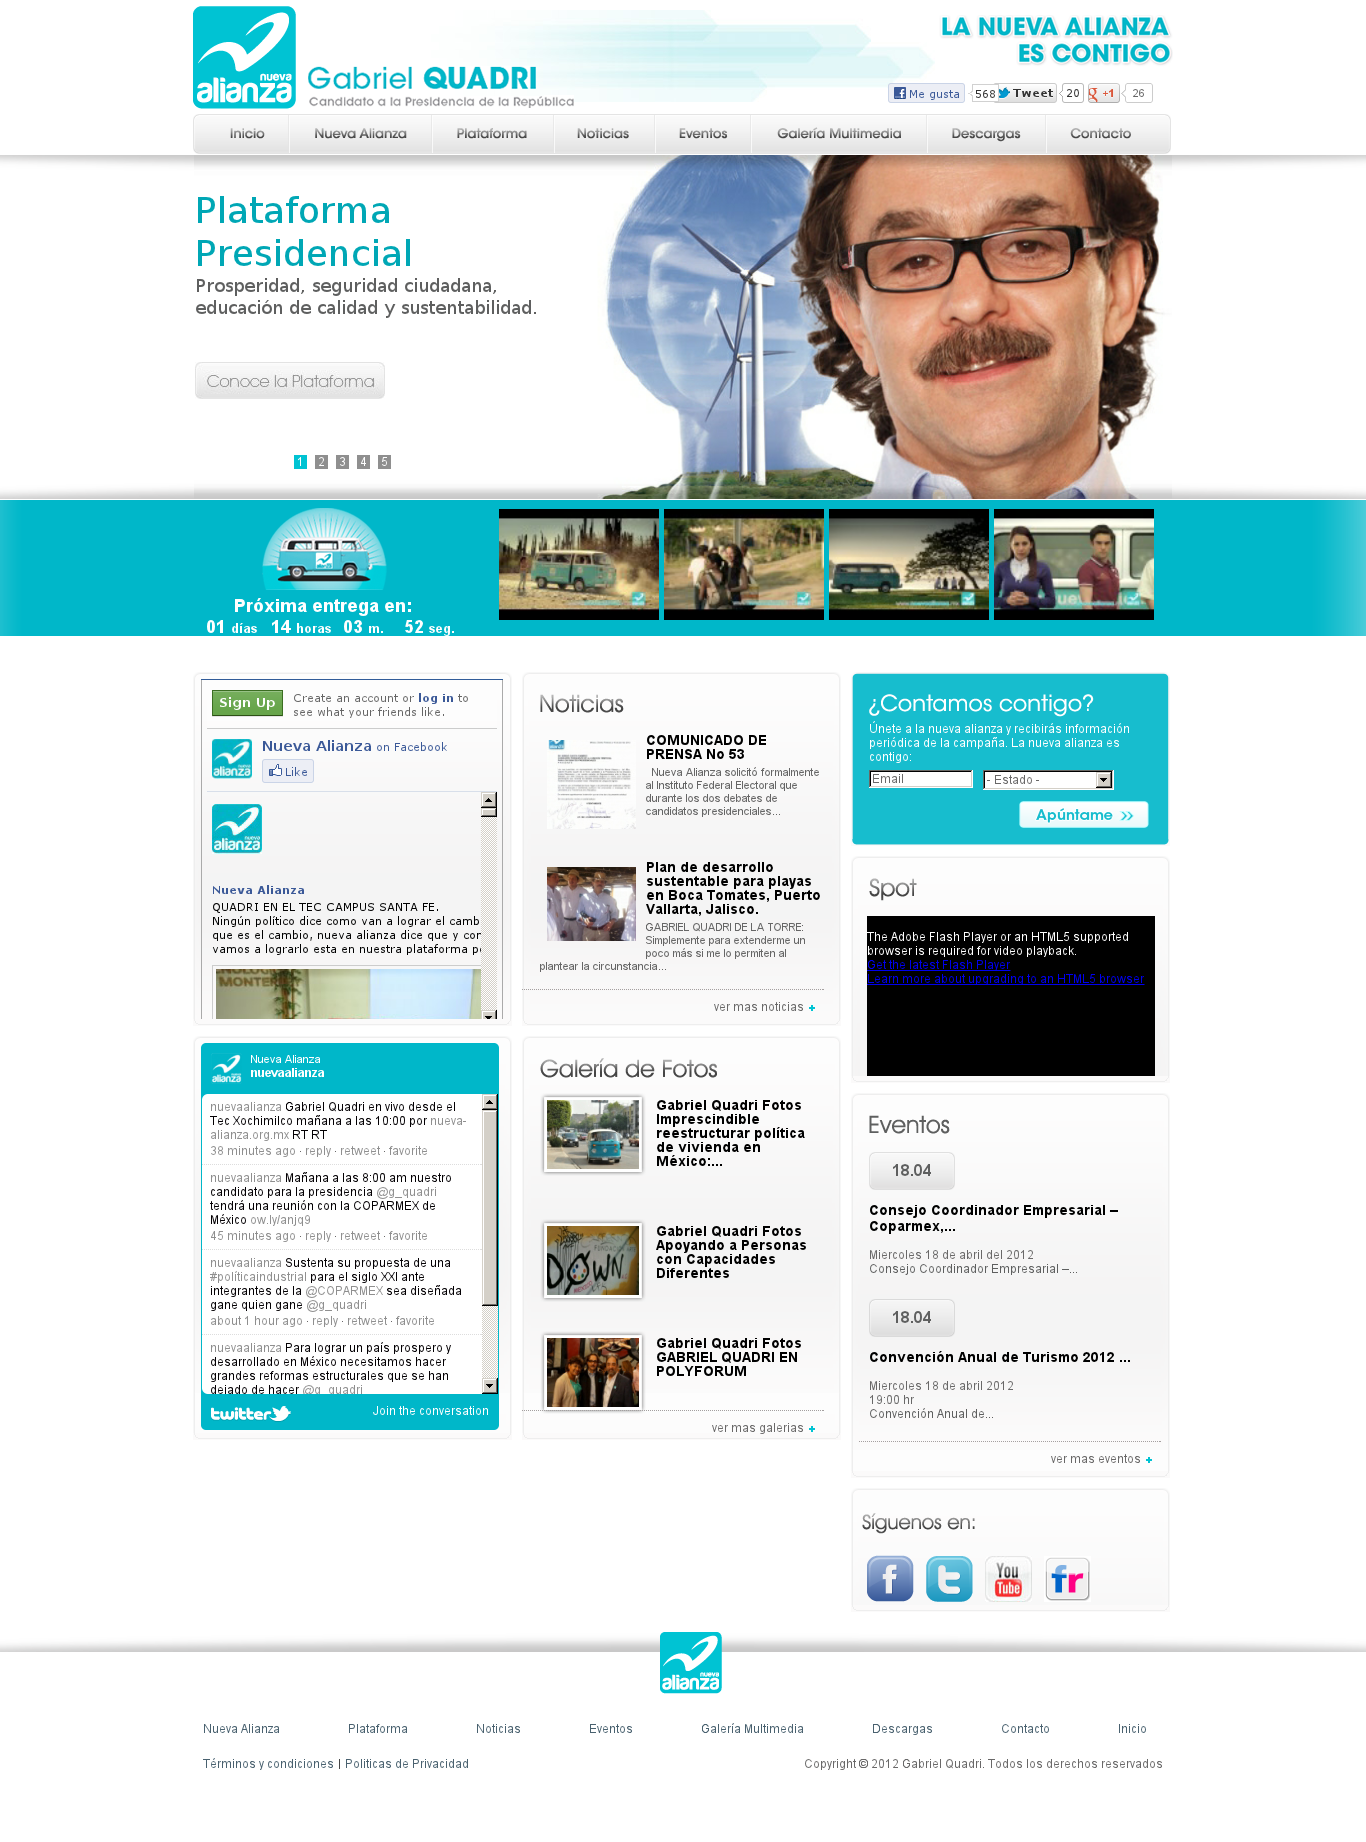 nueva
alianza
Gabriel QUADRI
Candidato a la Presidencia de la República
LA NUEVA ALIANZA
ES CONTIGO
Me gusta 568 Tweet 20 +1 26
Inicio Nueva Alianza Plataforma Noticias Eventos Galería Multimedia Descargas Contacto
Plataforma
Presidencial
Prosperidad, seguridad ciudadana,
educación de calidad y sustentabilidad.
Conoce la Plataforma
1 2 3 4 5
Próxima entrega en:
01 días 14 horas 03 m. 52 seg.
Sign Up
Create an account or log in to
see what your friends like.
nueva
alianza
Nueva Alianza on Facebook
Like
nueva
alianza
Nueva Alianza
QUADRI EN EL TEC CAMPUS SANTA FE.
Ningún político dice como van a lograr el camb
que es el cambio, nueva alianza dice que y con
vamos a lograrlo esta en nuestra plataforma p
MONTERR
Noticias
COMUNICADO DE
PRENSA No 53
Nueva Alianza solicitó formalmente
al Instituto Federal Electoral que
durante los dos debates de
candidatos presidenciales...
Plan de desarrollo
sustentable para playas
en Boca Tomates, Puerto
Vallarta, Jalisco.
GABRIEL QUADRI DE LA TORRE:
Simplemente para extenderme un
poco más si me lo permiten al
plantear la circunstancia...
ver mas noticias +
¿Contamos contigo?
Únete a la nueva alianza y recibirás información
periódica de la campaña. La nueva alianza es
contigo:
Email
- Estado -
Apúntame »
Spot
The Adobe Flash Player or an HTML5 supported
browser is required for video playback.
Get the latest Flash Player
Learn more about upgrading to an HTML5 browser
alianza
Nueva Alianza
nuevaalianza
nuevaalianza Gabriel Quadri en vivo desde el
Tec Xochimilco mañana a las 10:00 por nueva-
alianza.org.mx RT RT
38 minutes ago · reply · retweet · favorite
nuevaalianza Mañana a las 8:00 am nuestro
candidato para la presidencia @g_quadri
tendrá una reunión con la COPARMEX de
México ow.ly/anjq9
45 minutes ago · reply · retweet · favorite
nuevaalianza Sustenta su propuesta de una
#políticaindustrial para el siglo XXI ante
integrantes de la @COPARMEX sea diseñada
gane quien gane @g_quadri
about 1 hour ago · reply · retweet · favorite
nuevaalianza Para lograr un país prospero y
desarrollado en México necesitamos hacer
grandes reformas estructurales que se han
dejado de hacer @g_quadri
twitter
Join the conversation
Galería de Fotos
Gabriel Quadri Fotos
Imprescindible
reestructurar política
de vivienda en
México:...
DOWN
Gabriel Quadri Fotos
Apoyando a Personas
con Capacidades
Diferentes
Gabriel Quadri Fotos
GABRIEL QUADRI EN
POLYFORUM
ver mas galerias +
Eventos
18.04
Consejo Coordinador Empresarial –
Coparmex,...
Miercoles 18 de abril del 2012
Consejo Coordinador Empresarial –...
18.04
Convención Anual de Turismo 2012 ...
Miercoles 18 de abril 2012
19:00 hr
Convención Anual de...
ver mas eventos +
Síguenos en:
f t You Tube fr
nueva
alianza
Nueva Alianza Plataforma Noticias Eventos Galería Multimedia Descargas Contacto Inicio
Términos y condiciones | Politicas de Privacidad
Copyright © 2012 Gabriel Quadri. Todos los derechos reservados